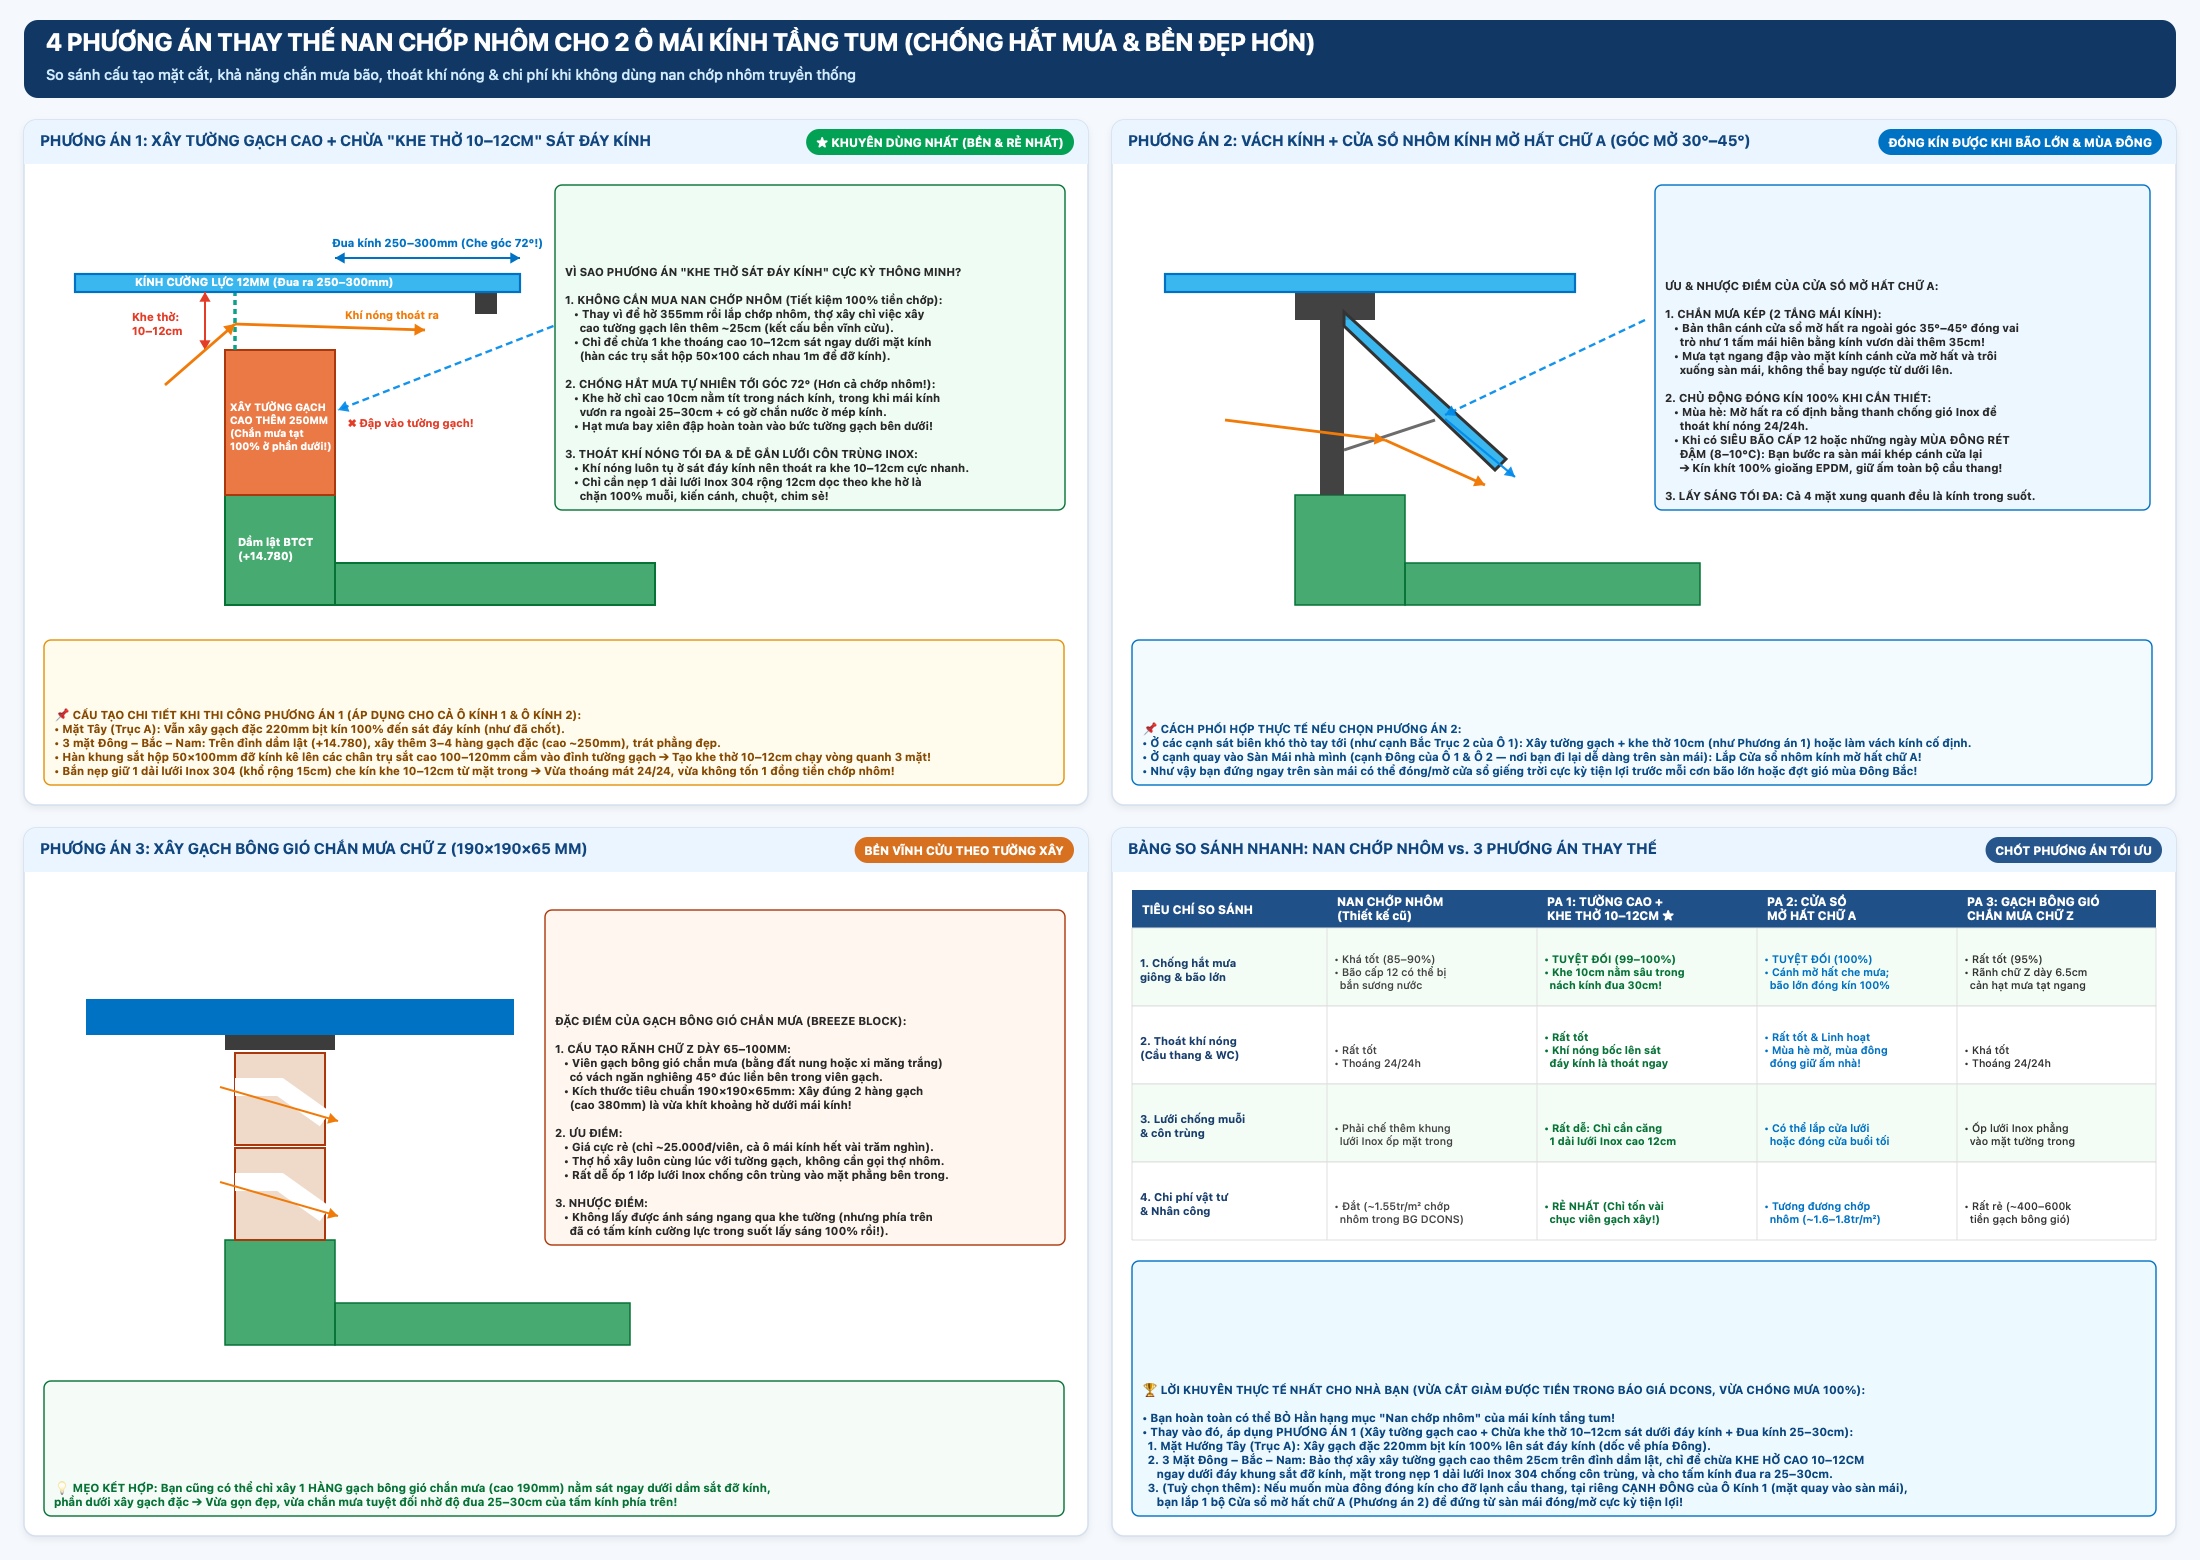 4 PHƯƠNG ÁN THAY THẾ NAN CHỚP NHÔM CHO 2 Ô MÁI KÍNH TẦNG TUM (CHỐNG HẮT MƯA & BỀN ĐẸP HƠN)
So sánh cấu tạo mặt cắt, khả năng chắn mưa bão, thoát khí nóng & chi phí khi không dùng nan chớp nhôm truyền thống
PHƯƠNG ÁN 1: XÂY TƯỜNG GẠCH CAO + CHỪA "KHE THỞ 10–12CM" SÁT ĐÁY KÍNH
★ KHUYÊN DÙNG NHẤT (BỀN & RẺ NHẤT)
Đua kính 250–300mm (Che góc 72°!)
KÍNH CƯỜNG LỰC 12MM (Đua ra 250–300mm)
Khe thở:
10–12cm
Khí nóng thoát ra
XÂY TƯỜNG GẠCH
CAO THÊM 250MM
(Chắn mưa tạt
100% ở phần dưới!)
✖ Đập vào tường gạch!
Dầm lật BTCT
(+14.780)
VÌ SAO PHƯƠNG ÁN "KHE THỞ SÁT ĐÁY KÍNH" CỰC KỲ THÔNG MINH?
1. KHÔNG CẦN MUA NAN CHỚP NHÔM (Tiết kiệm 100% tiền chớp):
• Thay vì để hở 355mm rồi lắp chớp nhôm, thợ xây chỉ việc xây
cao tường gạch lên thêm ~25cm (kết cấu bền vĩnh cửu).
• Chỉ để chừa 1 khe thoáng cao 10–12cm sát ngay dưới mặt kính
(hàn các trụ sắt hộp 50×100 cách nhau 1m để đỡ kính).
2. CHỐNG HẮT MƯA TỰ NHIÊN TỚI GÓC 72° (Hơn cả chớp nhôm!):
• Khe hở chỉ cao 10cm nằm tít trong nách kính, trong khi mái kính
vươn ra ngoài 25–30cm + có gờ chắn nước ở mép kính.
• Hạt mưa bay xiên đập hoàn toàn vào bức tường gạch bên dưới!
3. THOÁT KHÍ NÓNG TỐI ĐA & DỄ GẮN LƯỚI CÔN TRÙNG INOX:
• Khí nóng luôn tụ ở sát đáy kính nên thoát ra khe 10–12cm cực nhanh.
• Chỉ cần nẹp 1 dải lưới Inox 304 rộng 12cm dọc theo khe hở là
chặn 100% muỗi, kiến cánh, chuột, chim sẻ!
📌 CẤU TẠO CHI TIẾT KHI THI CÔNG PHƯƠNG ÁN 1 (ÁP DỤNG CHO CẢ Ô KÍNH 1 & Ô KÍNH 2):
• Mặt Tây (Trục A): Vẫn xây gạch đặc 220mm bịt kín 100% đến sát đáy kính (như đã chốt).
• 3 mặt Đông – Bắc – Nam: Trên đỉnh dầm lật (+14.780), xây thêm 3–4 hàng gạch đặc (cao ~250mm), trát phẳng đẹp.
• Hàn khung sắt hộp 50×100mm đỡ kính kê lên các chân trụ sắt cao 100–120mm cắm vào đỉnh tường gạch ➔ Tạo khe thở 10–12cm chạy vòng quanh 3 mặt!
• Bắn nẹp giữ 1 dải lưới Inox 304 (khổ rộng 15cm) che kín khe 10–12cm từ mặt trong ➔ Vừa thoáng mát 24/24, vừa không tốn 1 đồng tiền chớp nhôm!
PHƯƠNG ÁN 2: VÁCH KÍNH + CỬA SỔ NHÔM KÍNH MỞ HẤT CHỮ A (GÓC MỞ 30°–45°)
ĐÓNG KÍN ĐƯỢC KHI BÃO LỚN & MÙA ĐÔNG
ƯU & NHƯỢC ĐIỂM CỦA CỬA SỔ MỞ HẤT CHỮ A:
1. CHẮN MƯA KÉP (2 TẦNG MÁI KÍNH):
• Bản thân cánh cửa sổ mở hất ra ngoài góc 35°–45° đóng vai
trò như 1 tấm mái hiên bằng kính vươn dài thêm 35cm!
• Mưa tạt ngang đập vào mặt kính cánh cửa mở hất và trôi
xuống sàn mái, không thể bay ngược từ dưới lên.
2. CHỦ ĐỘNG ĐÓNG KÍN 100% KHI CẦN THIẾT:
• Mùa hè: Mở hất ra cố định bằng thanh chống gió Inox để
thoát khí nóng 24/24h.
• Khi có SIÊU BÃO CẤP 12 hoặc những ngày MÙA ĐÔNG RÉT
ĐẬM (8–10°C): Bạn bước ra sàn mái khép cánh cửa lại
➔ Kín khít 100% gioăng EPDM, giữ ấm toàn bộ cầu thang!
3. LẤY SÁNG TỐI ĐA: Cả 4 mặt xung quanh đều là kính trong suốt.
📌 CÁCH PHỐI HỢP THỰC TẾ NẾU CHỌN PHƯƠNG ÁN 2:
• Ở các cạnh sát biên khó thò tay tới (như cạnh Bắc Trục 2 của Ô 1): Xây tường gạch + khe thở 10cm (như Phương án 1) hoặc làm vách kính cố định.
• Ở cạnh quay vào Sàn Mái nhà mình (cạnh Đông của Ô 1 & Ô 2 — nơi bạn đi lại dễ dàng trên sàn mái): Lắp Cửa sổ nhôm kính mở hất chữ A!
• Như vậy bạn đứng ngay trên sàn mái có thể đóng/mở cửa sổ giếng trời cực kỳ tiện lợi trước mỗi cơn bão lớn hoặc đợt gió mùa Đông Bắc!
PHƯƠNG ÁN 3: XÂY GẠCH BÔNG GIÓ CHẮN MƯA CHỮ Z (190×190×65 MM)
BỀN VĨNH CỬU THEO TƯỜNG XÂY
ĐẶC ĐIỂM CỦA GẠCH BÔNG GIÓ CHẮN MƯA (BREEZE BLOCK):
1. CẤU TẠO RÃNH CHỮ Z DÀY 65–100MM:
• Viên gạch bông gió chắn mưa (bằng đất nung hoặc xi măng trắng)
có vách ngăn nghiêng 45° đúc liền bên trong viên gạch.
• Kích thước tiêu chuẩn 190×190×65mm: Xây đúng 2 hàng gạch
(cao 380mm) là vừa khít khoảng hở dưới mái kính!
2. ƯU ĐIỂM:
• Giá cực rẻ (chỉ ~25.000đ/viên, cả ô mái kính hết vài trăm nghìn).
• Thợ hồ xây luôn cùng lúc với tường gạch, không cần gọi thợ nhôm.
• Rất dễ ốp 1 lớp lưới Inox chống côn trùng vào mặt phẳng bên trong.
3. NHƯỢC ĐIỂM:
• Không lấy được ánh sáng ngang qua khe tường (nhưng phía trên
đã có tấm kính cường lực trong suốt lấy sáng 100% rồi!).
💡 MẸO KẾT HỢP: Bạn cũng có thể chỉ xây 1 HÀNG gạch bông gió chắn mưa (cao 190mm) nằm sát ngay dưới dầm sắt đỡ kính,
phần dưới xây gạch đặc ➔ Vừa gọn đẹp, vừa chắn mưa tuyệt đối nhờ độ đua 25–30cm của tấm kính phía trên!
BẢNG SO SÁNH NHANH: NAN CHỚP NHÔM vs. 3 PHƯƠNG ÁN THAY THẾ
CHỐT PHƯƠNG ÁN TỐI ƯU
TIÊU CHÍ SO SÁNH
NAN CHỚP NHÔM
(Thiết kế cũ)
PA 1: TƯỜNG CAO +
KHE THỞ 10–12CM ★
PA 2: CỬA SỔ
MỞ HẤT CHỮ A
PA 3: GẠCH BÔNG GIÓ
CHẮN MƯA CHỮ Z
1. Chống hắt mưa
giông & bão lớn
• Khá tốt (85–90%)
• Bão cấp 12 có thể bị
bắn sương nước
• TUYỆT ĐỐI (99–100%)
• Khe 10cm nằm sâu trong
nách kính đua 30cm!
• TUYỆT ĐỐI (100%)
• Cánh mở hất che mưa;
bão lớn đóng kín 100%
• Rất tốt (95%)
• Rãnh chữ Z dày 6.5cm
cản hạt mưa tạt ngang
2. Thoát khí nóng
(Cầu thang & WC)
• Rất tốt
• Thoáng 24/24h
• Rất tốt
• Khí nóng bốc lên sát
đáy kính là thoát ngay
• Rất tốt & Linh hoạt
• Mùa hè mở, mùa đông
đóng giữ ấm nhà!
• Khá tốt
• Thoáng 24/24h
3. Lưới chống muỗi
& côn trùng
• Phải chế thêm khung
lưới Inox ốp mặt trong
• Rất dễ: Chỉ cần căng
1 dải lưới Inox cao 12cm
• Có thể lắp cửa lưới
hoặc đóng cửa buổi tối
• Ốp lưới Inox phẳng
vào mặt tường trong
4. Chi phí vật tư
& Nhân công
• Đắt (~1.55tr/m² chớp
nhôm trong BG DCONS)
• RẺ NHẤT (Chỉ tốn vài
chục viên gạch xây!)
• Tương đương chớp
nhôm (~1.6–1.8tr/m²)
• Rất rẻ (~400–600k
tiền gạch bông gió)
🏆 LỜI KHUYÊN THỰC TẾ NHẤT CHO NHÀ BẠN (VỪA CẮT GIẢM ĐƯỢC TIỀN TRONG BÁO GIÁ DCONS, VỪA CHỐNG MƯA 100%):
• Bạn hoàn toàn có thể BỎ Hẳn hạng mục "Nan chớp nhôm" của mái kính tầng tum!
• Thay vào đó, áp dụng PHƯƠNG ÁN 1 (Xây tường gạch cao + Chừa khe thở 10–12cm sát dưới đáy kính + Đua kính 25–30cm):
1. Mặt Hướng Tây (Trục A): Xây gạch đặc 220mm bịt kín 100% lên sát đáy kính (dốc về phía Đông).
2. 3 Mặt Đông – Bắc – Nam: Bảo thợ xây xây tường gạch cao thêm 25cm trên đỉnh dầm lật, chỉ để chừa KHE HỞ CAO 10–12CM
ngay dưới đáy khung sắt đỡ kính, mặt trong nẹp 1 dải lưới Inox 304 chống côn trùng, và cho tấm kính đua ra 25–30cm.
3. (Tuỳ chọn thêm): Nếu muốn mùa đông đóng kín cho đỡ lạnh cầu thang, tại riêng CẠNH ĐÔNG của Ô Kính 1 (mặt quay vào sàn mái),
bạn lắp 1 bộ Cửa sổ mở hất chữ A (Phương án 2) để đứng từ sàn mái đóng/mở cực kỳ tiện lợi!